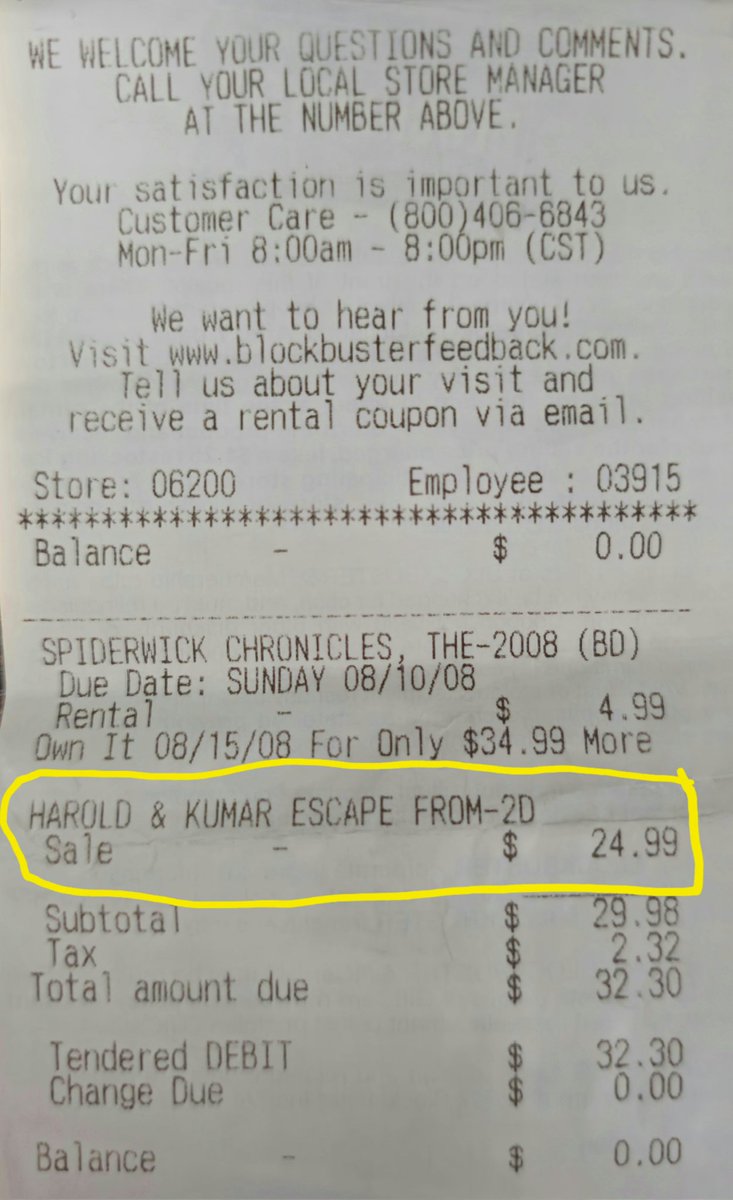 WE WELCOME YOUR QUESTIONS AND COMMENTS.
CALL YOUR LOCAL STORE MANAGER
AT THE NUMBER ABOVE.
Your satisfaction is important to us.
Customer Care - (800)406-6843
Mon-Fri 8:00am - 8:00pm (CST)
We want to hear from you!
Visit www.blockbusterfeedback.com.
Tell us about your visit and
receive a rental coupon via email.
Store: 06200 Employee : 03915
****************************************
Balance - $ 0.00
SPIDERWICK CHRONICLES, THE-2008 (BD)
Due Date: SUNDAY 08/10/08
Rental - $ 4.99
Own It 08/15/08 For Only $34.99 More
HAROLD & KUMAR ESCAPE FROM-2D
Sale - $ 24.99
Subtotal $ 29.98
Tax $ 2.32
Total amount due $ 32.30
Tendered DEBIT $ 32.30
Change Due $ 0.00
Balance - $ 0.00